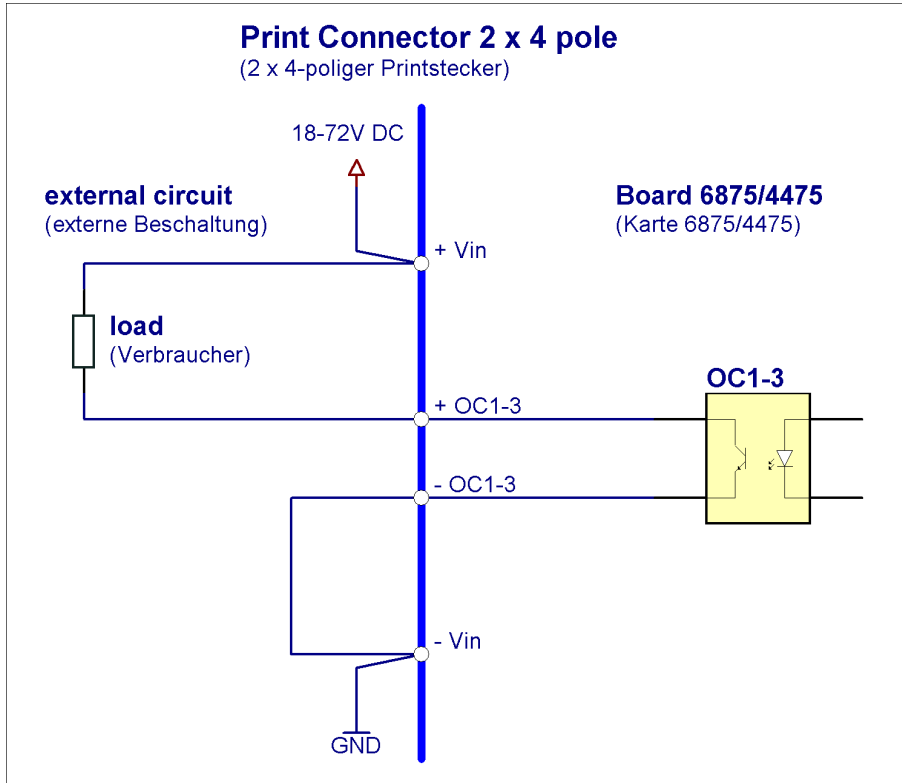 Print Connector 2 x 4 pole
(2 x 4-poliger Printstecker)
18-72V DC
external circuit
(externe Beschaltung)
Board 6875/4475
(Karte 6875/4475)
+ Vin
load
(Verbraucher)
OC1-3
+ OC1-3
- OC1-3
- Vin
GND